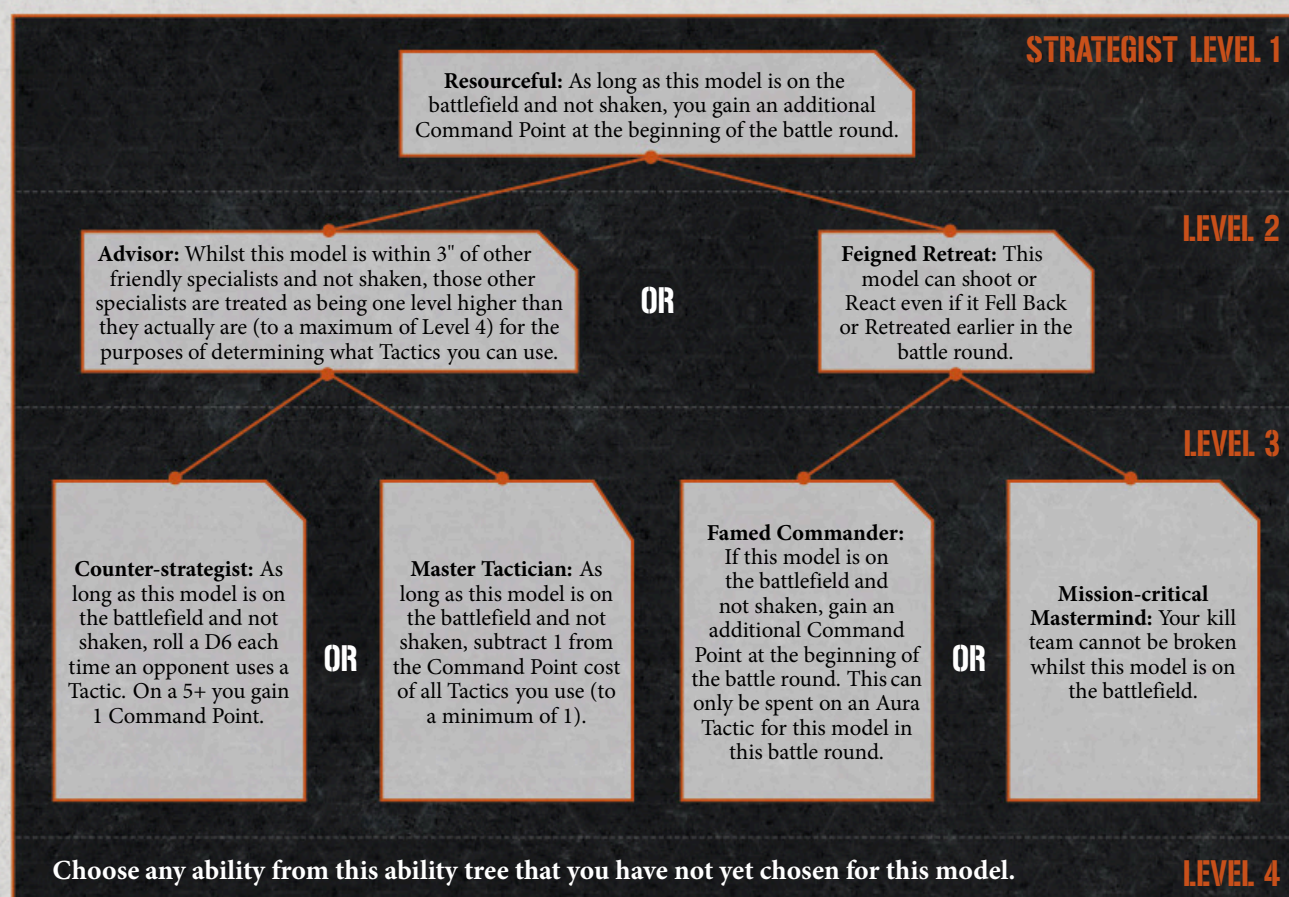 STRATEGIST LEVEL 1
Resourceful: As long as this model is on the
battlefield and not shaken, you gain an additional
Command Point at the beginning of the battle round.
LEVEL 2
Advisor: Whilst this model is within 3" of other
friendly specialists and not shaken, those other
specialists are treated as being one level higher than
they actually are (to a maximum of Level 4) for the
purposes of determining what Tactics you can use.
OR
Feigned Retreat: This
model can shoot or
React even if it Fell Back
or Retreated earlier in the
battle round.
LEVEL 3
Counter-strategist: As
long as this model is on
the battlefield and not
shaken, roll a D6 each
time an opponent uses a
Tactic. On a 5+ you gain
1 Command Point.
OR
Master Tactician: As
long as this model is on
the battlefield and not
shaken, subtract 1 from
the Command Point cost
of all Tactics you use (to
a minimum of 1).
Famed Commander:
If this model is on
the battlefield and
not shaken, gain an
additional Command
Point at the beginning of
the battle round. This can
only be spent on an Aura
Tactic for this model in
this battle round.
OR
Mission-critical
Mastermind: Your kill
team cannot be broken
whilst this model is on
the battlefield.
Choose any ability from this ability tree that you have not yet chosen for this model.
LEVEL 4